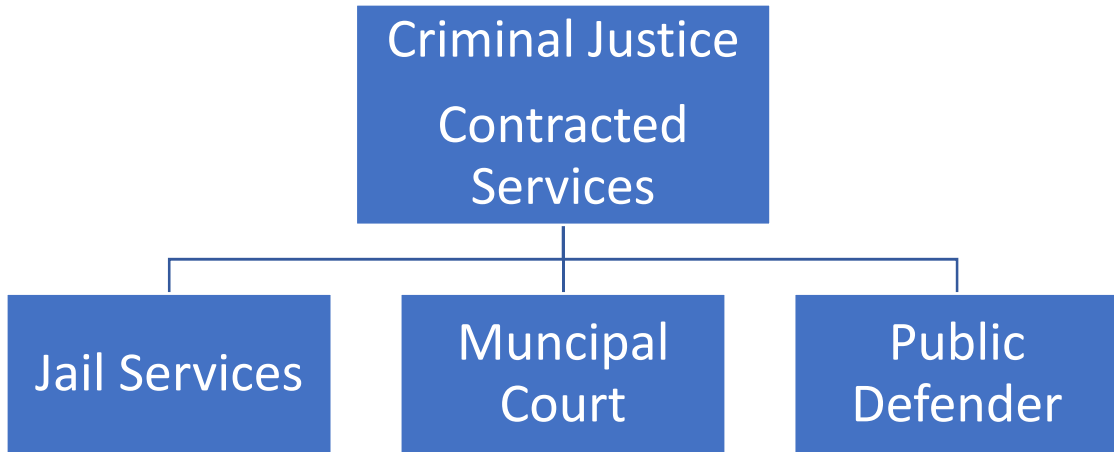 Criminal Justice
Contracted
Services
Jail Services
Muncipal
Court
Public
Defender